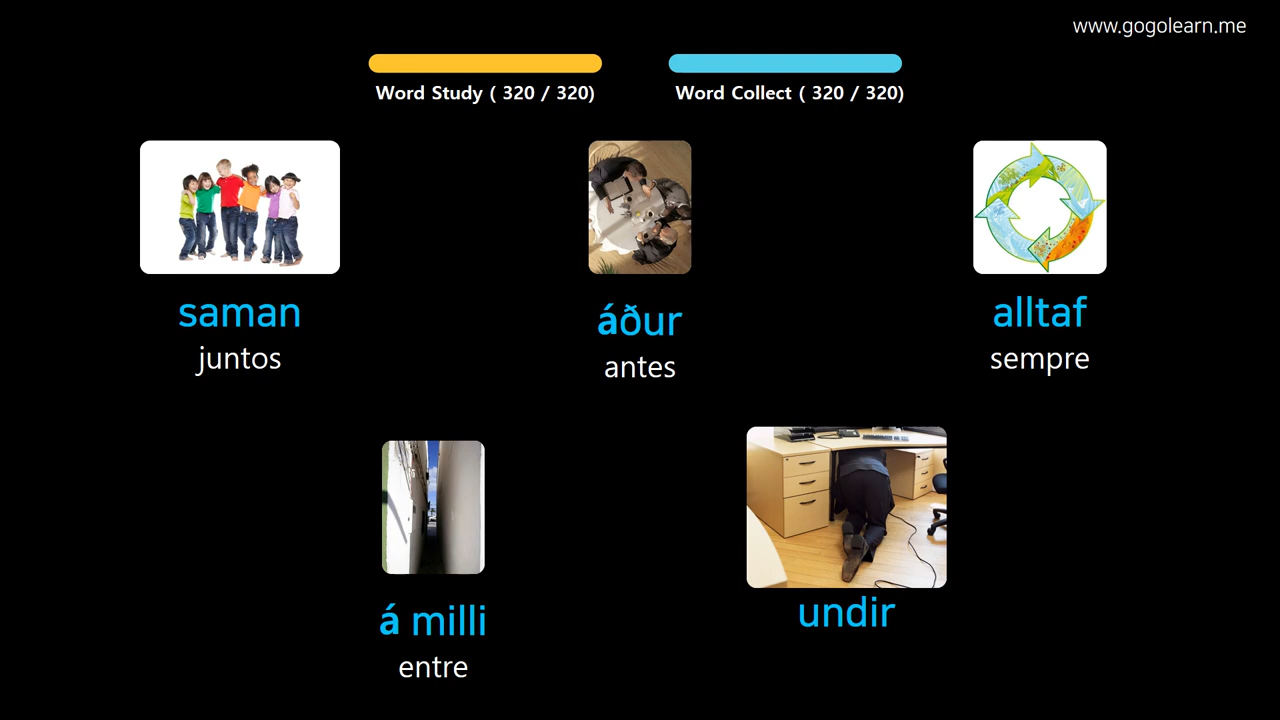 www.gogolearn.me
Word Study ( 320 / 320)
Word Collect ( 320 / 320)
saman
juntos
áður
antes
alltaf
sempre
á milli
entre
undir